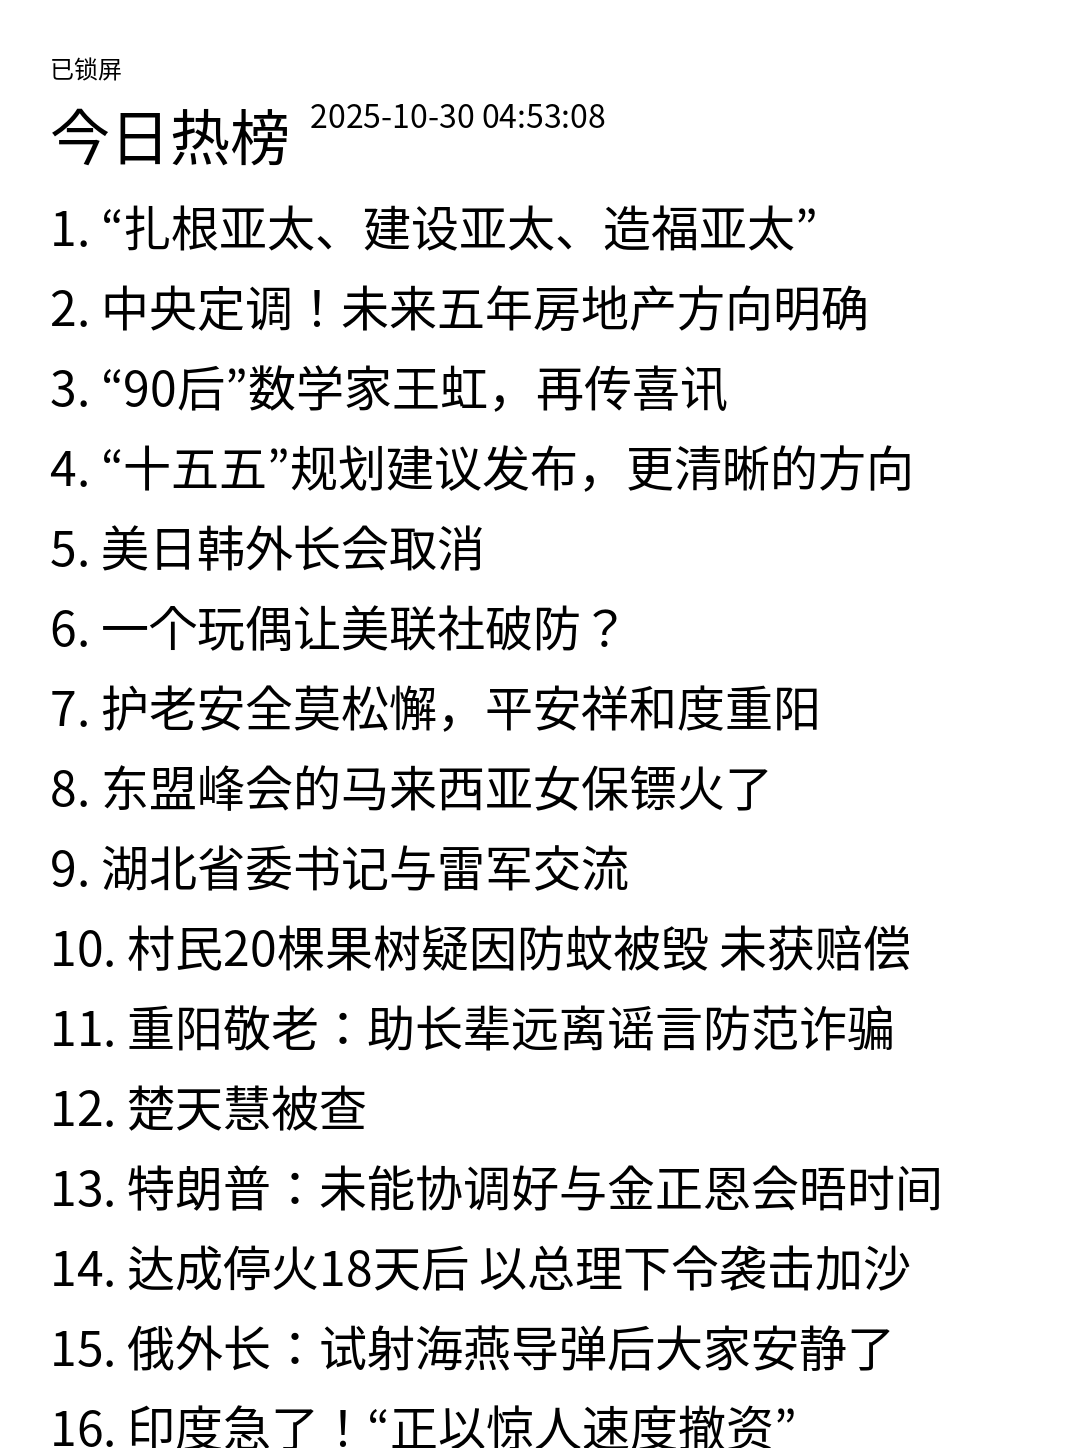 已锁屏
今日热榜 2025-10-30 04:53:08
1. “扎根亚太、建设亚太、造福亚太”
2. 中央定调！未来五年房地产方向明确
3. “90后”数学家王虹，再传喜讯
4. “十五五”规划建议发布，更清晰的方向
5. 美日韩外长会取消
6. 一个玩偶让美联社破防？
7. 护老安全莫松懈，平安祥和度重阳
8. 东盟峰会的马来西亚女保镖火了
9. 湖北省委书记与雷军交流
10. 村民20棵果树疑因防蚊被毁 未获赔偿
11. 重阳敬老：助长辈远离谣言防范诈骗
12. 楚天慧被查
13. 特朗普：未能协调好与金正恩会晤时间
14. 达成停火18天后 以总理下令袭击加沙
15. 俄外长：试射海燕导弹后大家安静了
16. 印度急了！“正以惊人速度撤资”